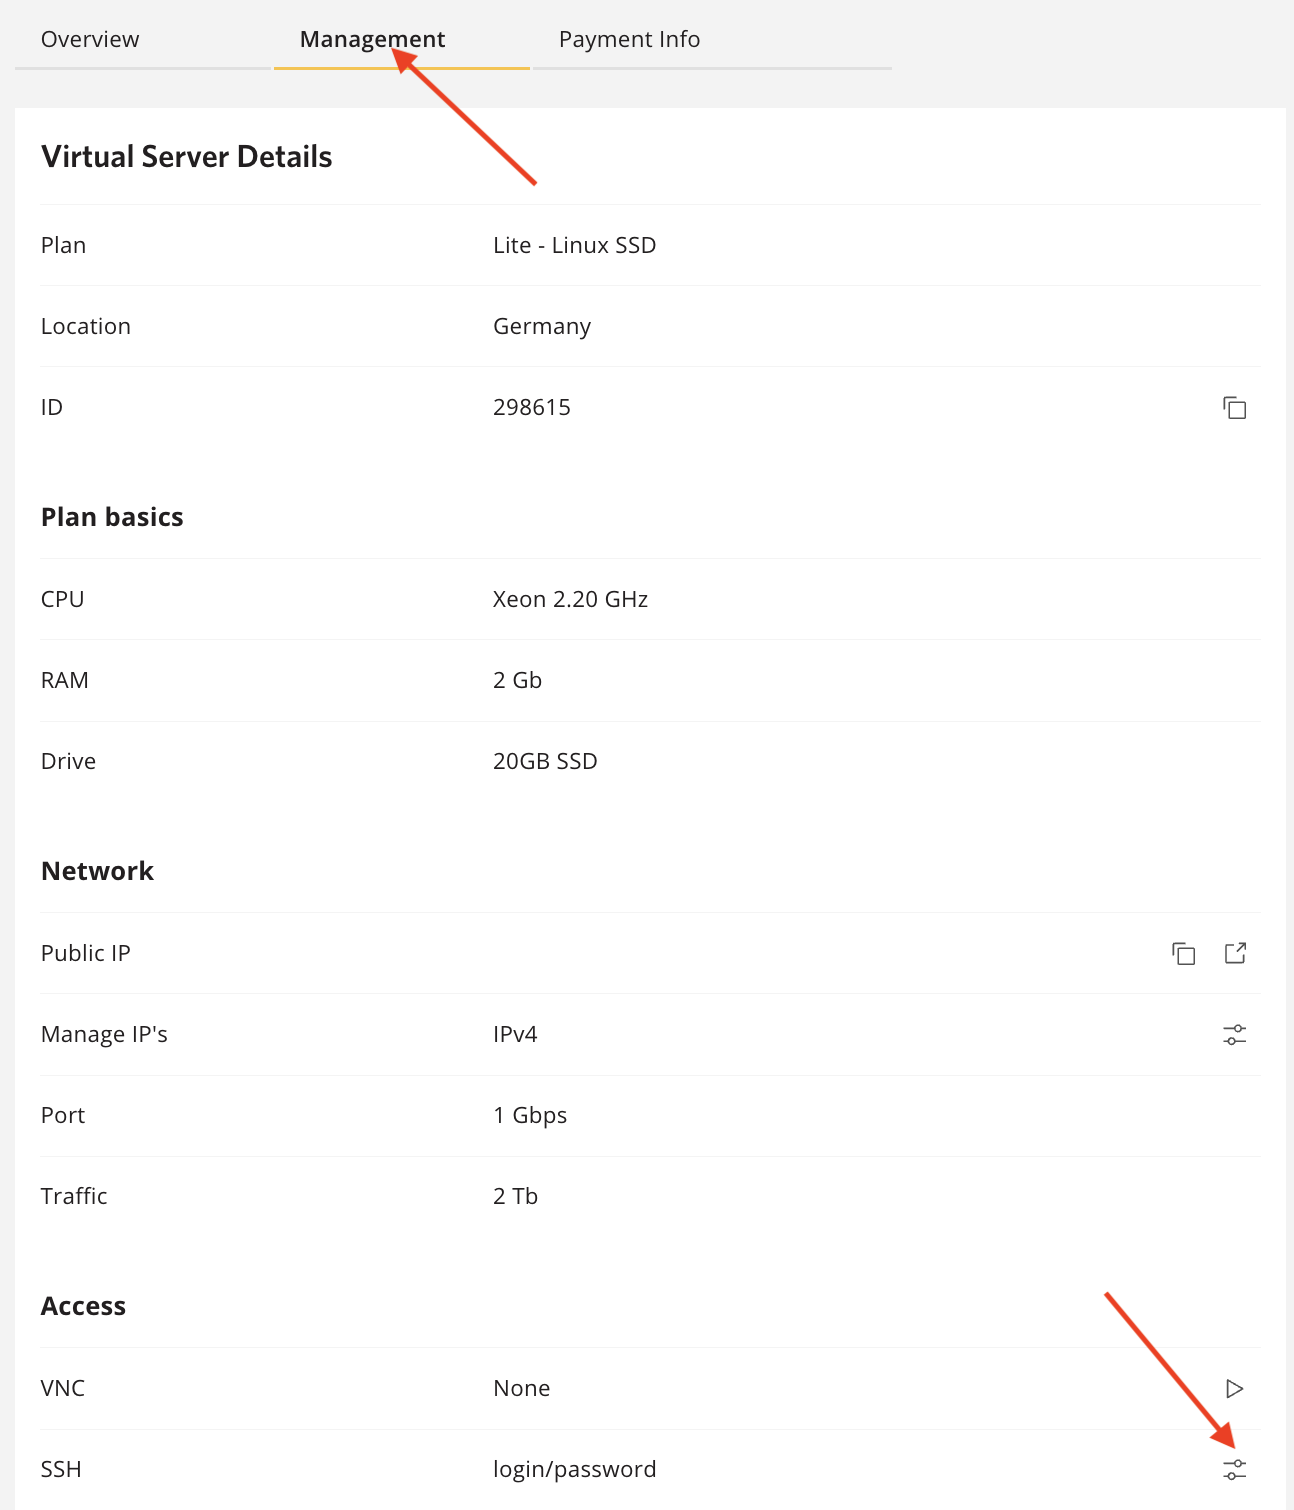 Overview Management Payment Info
Virtual Server Details
Plan Lite - Linux SSD
Location Germany
ID 298615
Plan basics
CPU Xeon 2.20 GHz
RAM 2 Gb
Drive 20GB SSD
Network
Public IP
Manage IP's IPv4
Port 1 Gbps
Traffic 2 Tb
Access
VNC None
SSH login/password